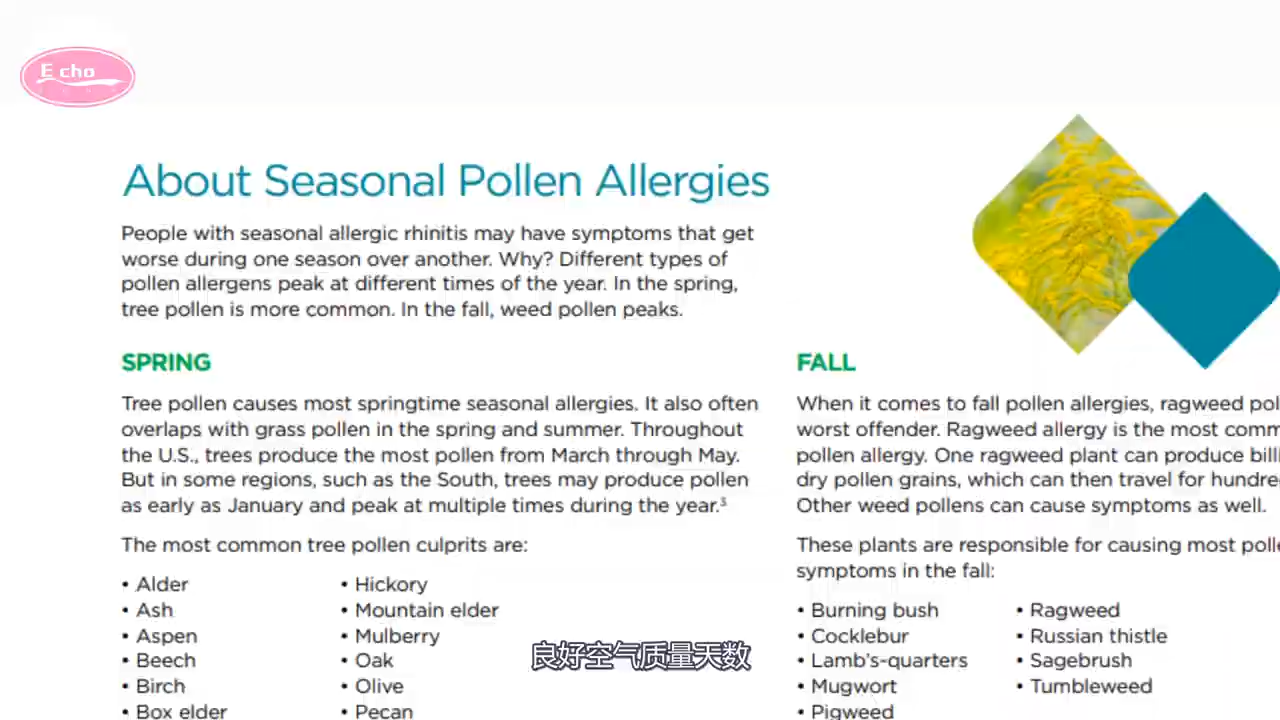 E cho
About Seasonal Pollen Allergies
People with seasonal allergic rhinitis may have symptoms that get
worse during one season over another. Why? Different types of
pollen allergens peak at different times of the year. In the spring,
tree pollen is more common. In the fall, weed pollen peaks.
SPRING
Tree pollen causes most springtime seasonal allergies. It also often
overlaps with grass pollen in the spring and summer. Throughout
the U.S., trees produce the most pollen from March through May.
But in some regions, such as the South, trees may produce pollen
as early as January and peak at multiple times during the year.³
The most common tree pollen culprits are:
• Alder
• Ash
• Aspen
• Beech
• Birch
• Box elder
• Hickory
• Mountain elder
• Mulberry
• Oak
• Olive
• Pecan
FALL
When it comes to fall pollen allergies, ragweed pol
worst offender. Ragweed allergy is the most comm
pollen allergy. One ragweed plant can produce bill
dry pollen grains, which can then travel for hundre
Other weed pollens can cause symptoms as well.
These plants are responsible for causing most poll
symptoms in the fall:
• Burning bush
• Cocklebur
• Lamb's-quarters
• Mugwort
• Pigweed
• Ragweed
• Russian thistle
• Sagebrush
• Tumbleweed
良好空气质量天数